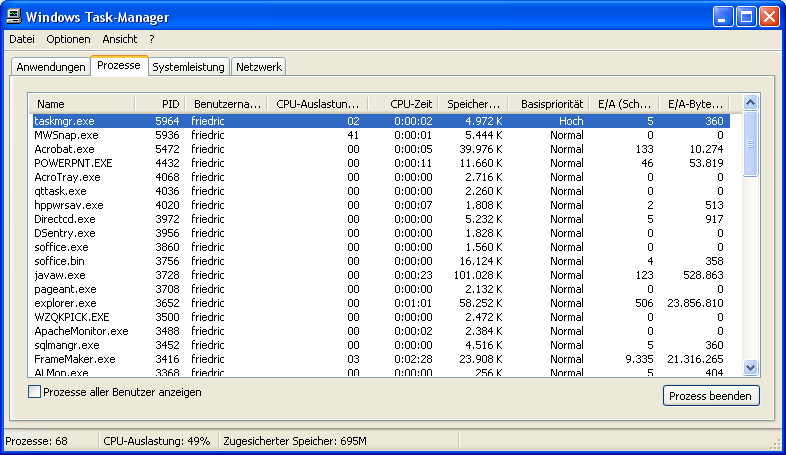 Windows Task-Manager
Datei Optionen Ansicht ?
Anwendungen Prozesse Systemleistung Netzwerk
Name PID Benutzerna... CPU-Auslastun... CPU-Zeit Speicher... Basispriorität E/A (Sch... E/A-Byte...
taskmgr.exe 5964 friedric 02 0:00:02 4.972 K Hoch 5 360
MWSnap.exe 5936 friedric 41 0:00:01 5.444 K Normal 0 0
Acrobat.exe 5472 friedric 00 0:00:05 39.976 K Normal 133 10.274
POWERPNT.EXE 4432 friedric 00 0:00:11 11.660 K Normal 46 53.819
AcroTray.exe 4068 friedric 00 0:00:00 2.716 K Normal 0 0
qttask.exe 4036 friedric 00 0:00:00 2.260 K Normal 0 0
hppwrsav.exe 4020 friedric 00 0:00:07 1.808 K Normal 2 513
Directcd.exe 3972 friedric 00 0:00:00 5.232 K Normal 5 917
DSentry.exe 3956 friedric 00 0:00:00 1.828 K Normal 0 0
soffice.exe 3860 friedric 00 0:00:00 1.560 K Normal 0 0
soffice.bin 3756 friedric 00 0:00:00 16.124 K Normal 4 358
javaw.exe 3728 friedric 00 0:00:23 101.028 K Normal 123 528.863
pageant.exe 3708 friedric 00 0:00:00 2.132 K Normal 0 0
explorer.exe 3652 friedric 00 0:01:01 58.252 K Normal 506 23.856.810
WZQKPICK.EXE 3500 friedric 00 0:00:00 2.472 K Normal 0 0
ApacheMonitor.exe 3488 friedric 00 0:00:02 2.384 K Normal 0 0
sqlmangr.exe 3452 friedric 00 0:00:00 4.516 K Normal 5 360
FrameMaker.exe 3416 friedric 03 0:02:28 23.908 K Normal 9.335 21.316.265
ALMon.exe 3368 friedric 00 0:00:00 256 K Normal 5 404
Prozesse aller Benutzer anzeigen
Prozess beenden
Prozesse: 68 CPU-Auslastung: 49% Zugesicherter Speicher: 695M